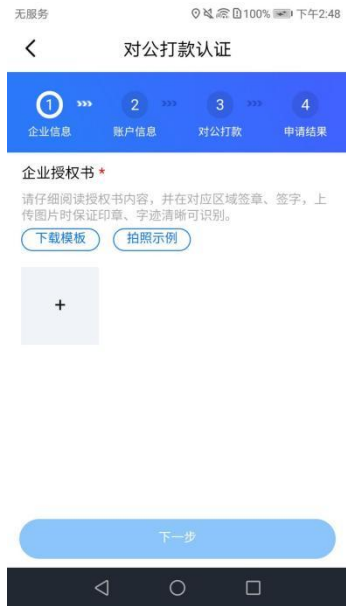 无服务 100% 下午2:48
对公打款认证
1 2 3 4
企业信息 账户信息 对公打款 申请结果
企业授权书 *
请仔细阅读授权书内容，并在对应区域签章、签字，上
传图片时保证印章、字迹清晰可识别。
下载模板 拍照示例
+
下一步